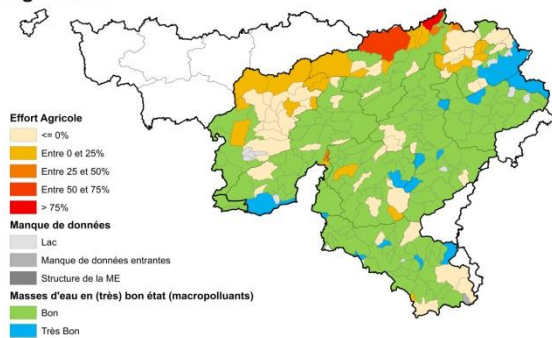 Effort Agricole
<= 0%
Entre 0 et 25%
Entre 25 et 50%
Entre 50 et 75%
> 75%
Manque de données
Lac
Manque de données entrantes
Structure de la ME
Masses d'eau en (très) bon état (macropolluants)
Bon
Très Bon